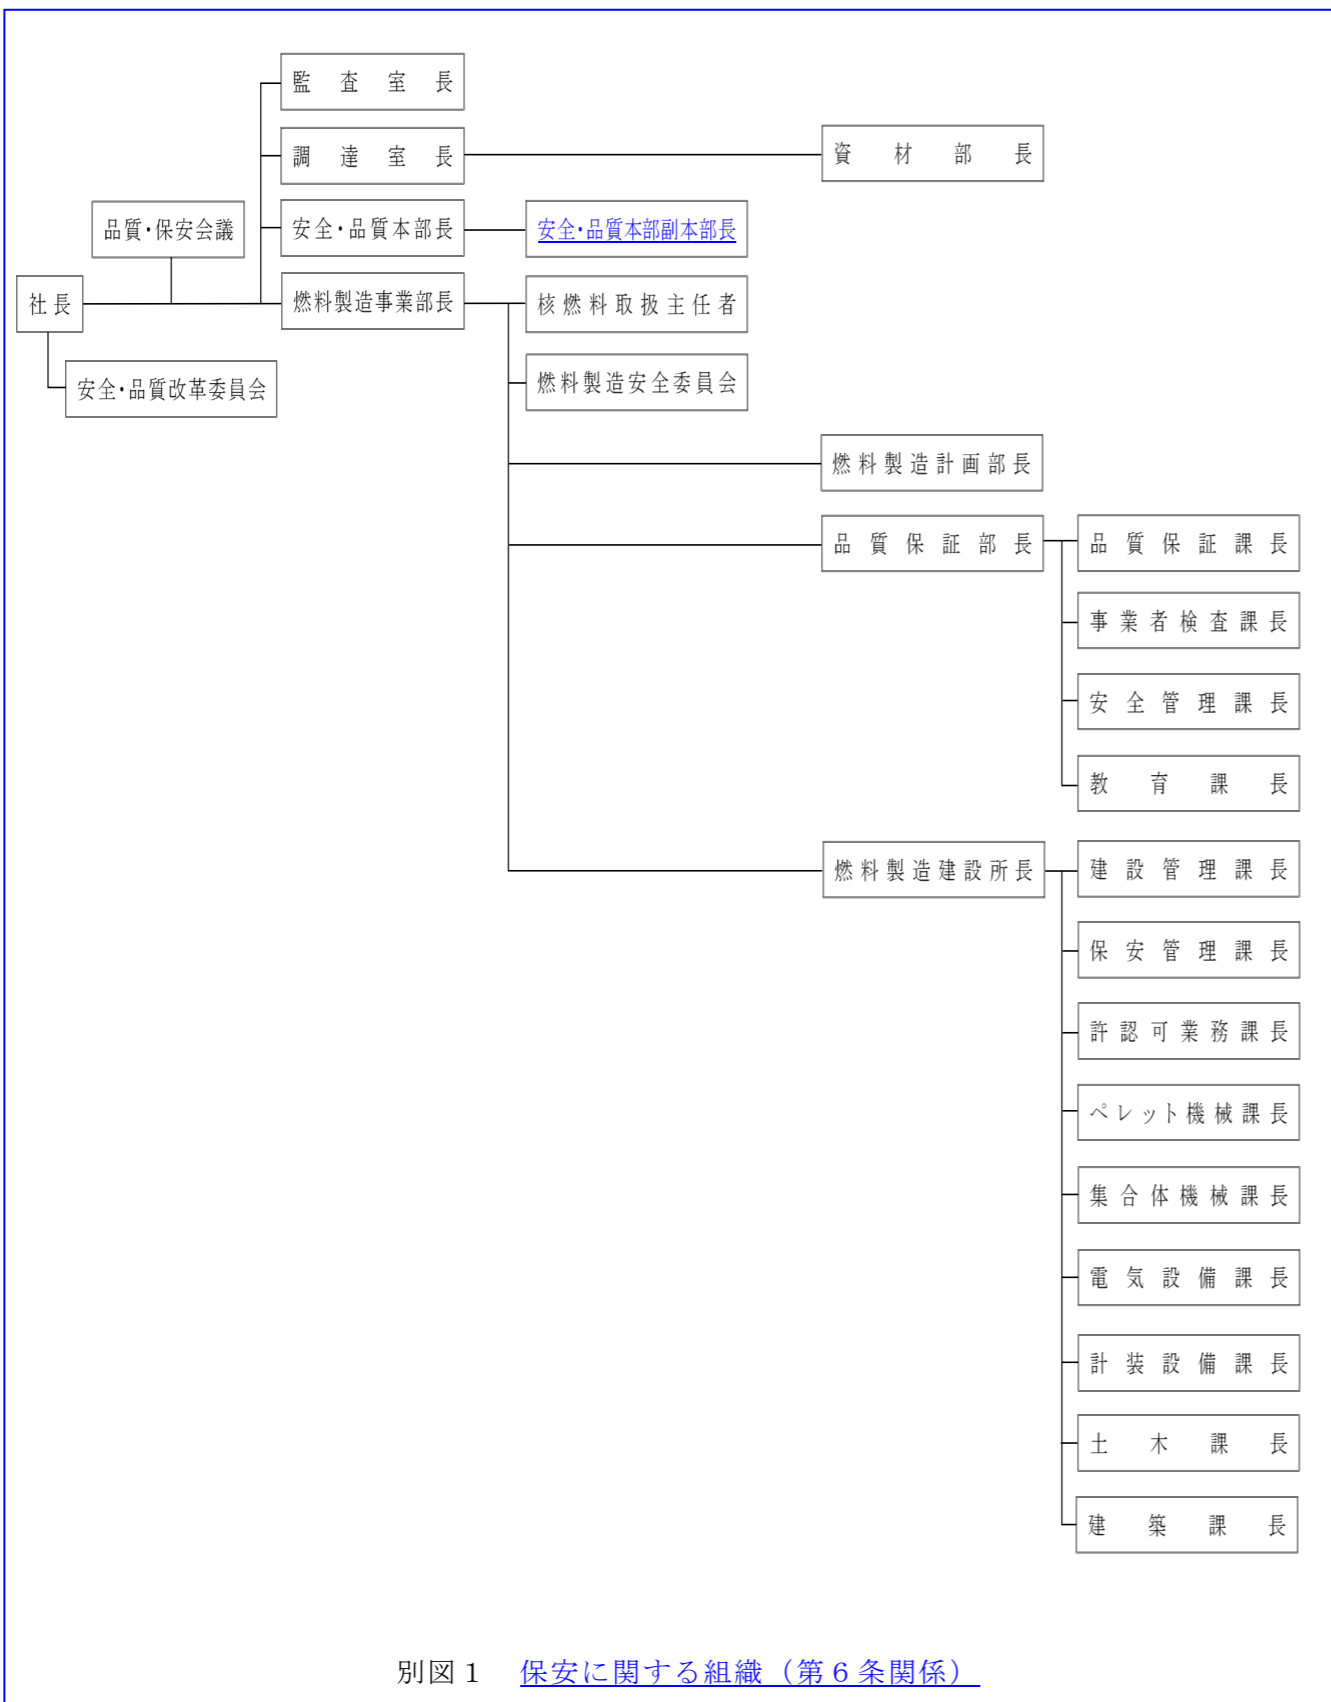 監査室長
調達室長
資材部長
品質・保安会議
安全・品質本部長
安全・品質本部副本部長
社長
燃料製造事業部長
核燃料取扱主任者
安全・品質改革委員会
燃料製造安全委員会
燃料製造計画部長
品質保証部長
品質保証課長
事業者検査課長
安全管理課長
教育課長
燃料製造建設所長
建設管理課長
保安管理課長
許認可業務課長
ペレット機械課長
集合体機械課長
電気設備課長
計装設備課長
土木課長
建築課長
別図1 保安に関する組織（第6条関係）